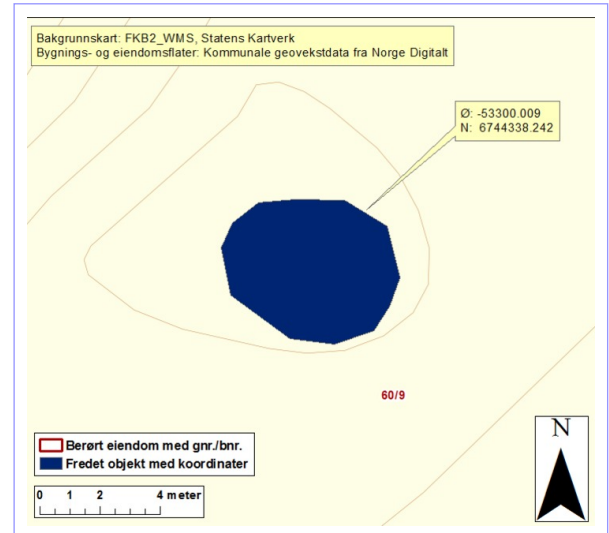 Bakgrunnskart: FKB2_WMS, Statens Kartverk
Bygnings- og eiendomsflater: Kommunale geovekstdata fra Norge Digitalt
Ø: -53300.009
N: 6744338.242
60/9
Berørt eiendom med gnr./bnr.
Fredet objekt med koordinater
0 1 2 4 meter
N